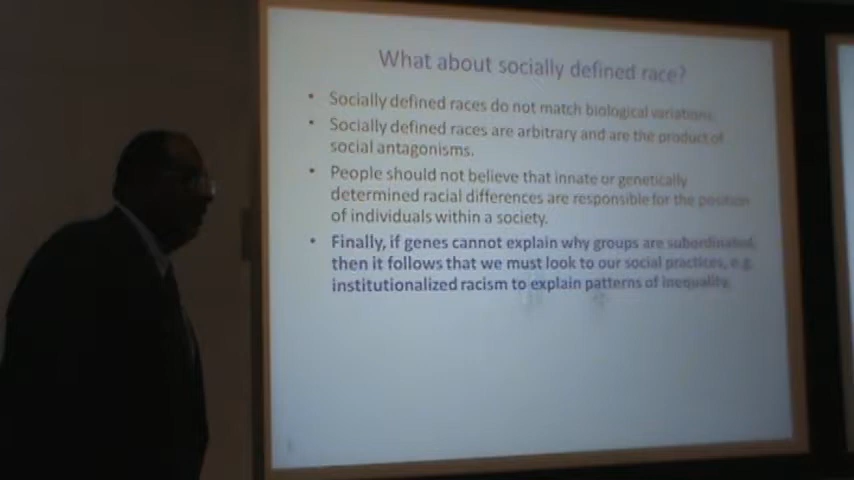 What about socially defined race?
• Socially defined races do not match biological variations.
• Socially defined races are arbitrary and are the product of
social antagonisms.
• People should not believe that innate or genetically
determined racial differences are responsible for the position
of individuals within a society.
• Finally, if genes cannot explain why groups are subordinated,
then it follows that we must look to our social practices, e.g.
institutionalized racism to explain patterns of inequality.